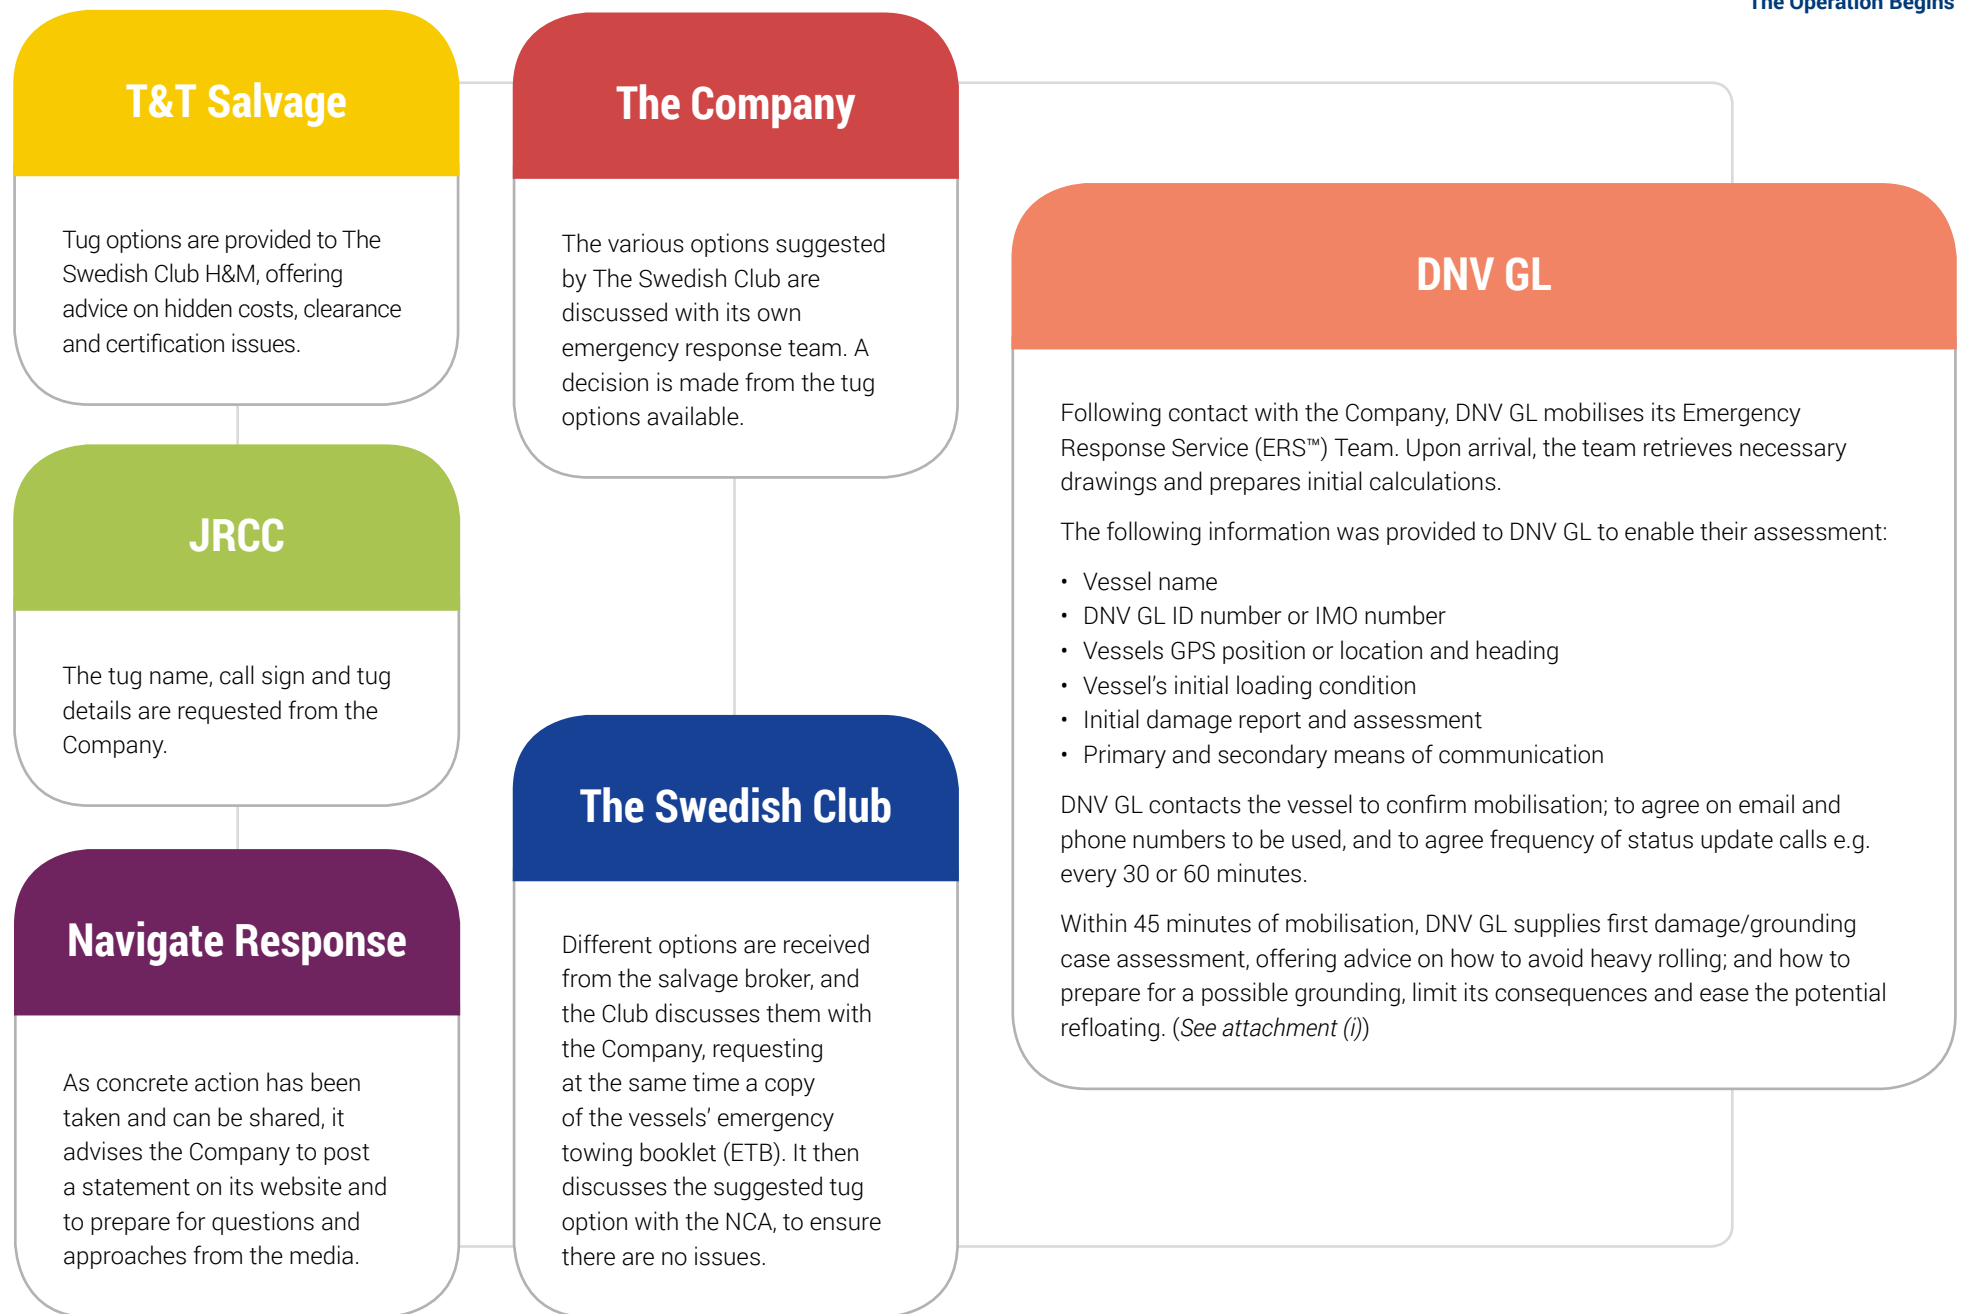 The Operation Begins
T&T Salvage
Tug options are provided to The
Swedish Club H&M, offering
advice on hidden costs, clearance
and certification issues.
JRCC
The tug name, call sign and tug
details are requested from the
Company.
Navigate Response
As concrete action has been
taken and can be shared, it
advises the Company to post
a statement on its website and
to prepare for questions and
approaches from the media.
The Company
The various options suggested
by The Swedish Club are
discussed with its own
emergency response team. A
decision is made from the tug
options available.
The Swedish Club
Different options are received
from the salvage broker, and
the Club discusses them with
the Company, requesting
at the same time a copy
of the vessels' emergency
towing booklet (ETB). It then
discusses the suggested tug
option with the NCA, to ensure
there are no issues.
DNV GL
Following contact with the Company, DNV GL mobilises its Emergency
Response Service (ERS™) Team. Upon arrival, the team retrieves necessary
drawings and prepares initial calculations.
The following information was provided to DNV GL to enable their assessment:
• Vessel name
• DNV GL ID number or IMO number
• Vessels GPS position or location and heading
• Vessel's initial loading condition
• Initial damage report and assessment
• Primary and secondary means of communication
DNV GL contacts the vessel to confirm mobilisation; to agree on email and
phone numbers to be used, and to agree frequency of status update calls e.g.
every 30 or 60 minutes.
Within 45 minutes of mobilisation, DNV GL supplies first damage/grounding
case assessment, offering advice on how to avoid heavy rolling; and how to
prepare for a possible grounding, limit its consequences and ease the potential
refloating. (See attachment (i))